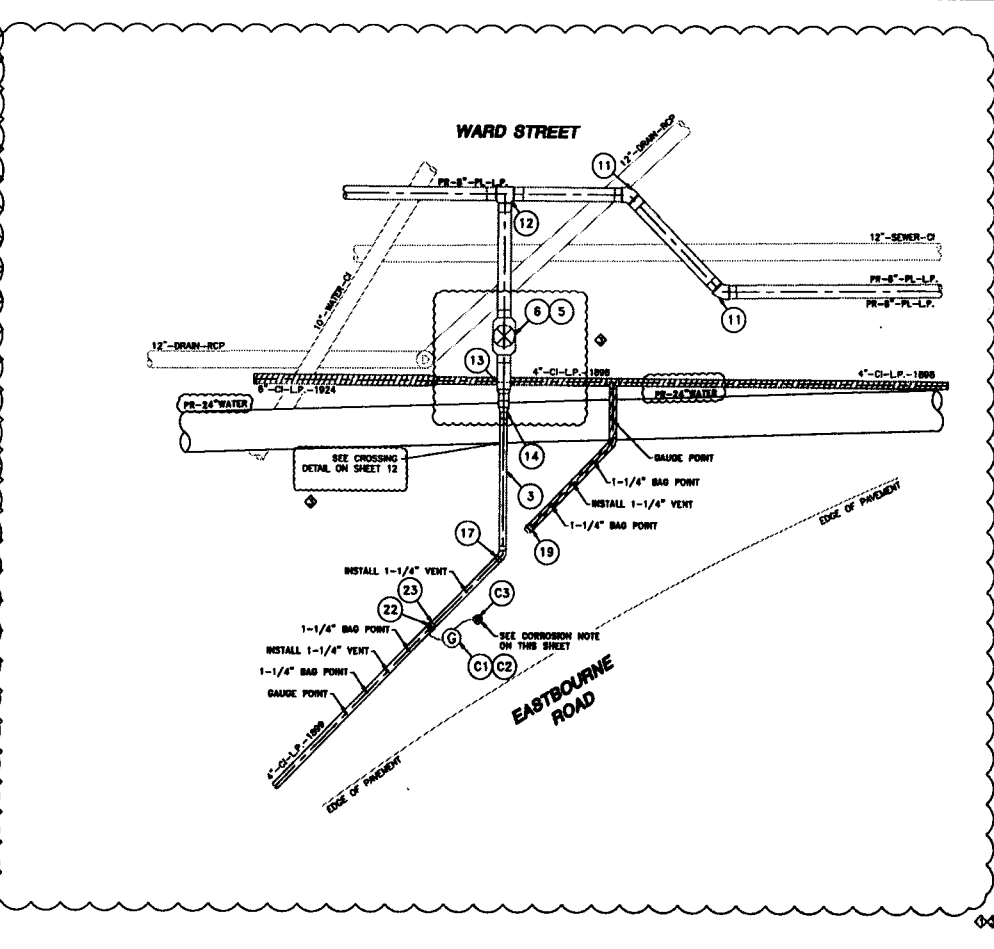 WARD STREET
12"-DRAIN-RCP
11
PR-8"-PL-L.P.
12
12"-SEWER-CI
10"-WATER-CI
PR-8"-PL-L.P.
PR-8"-PL-L.P.
6 5
11
12"-DRAIN-RCP
D
13
4"-CI-L.P.-1898
4"-CI-L.P.-1898
6"-CI-L.P.-1924
PR-24"WATER
PR-24"WATER
SEE CROSSING
DETAIL ON SHEET 12
14
GAUGE POINT
1-1/4" BAG POINT
3
INSTALL 1-1/4" VENT
1-1/4" BAG POINT
EDGE OF PAVEMENT
17
19
INSTALL 1-1/4" VENT
23
C3
22
1-1/4" BAG POINT
G
SEE CORROSION NOTE
ON THIS SHEET
INSTALL 1-1/4" VENT
C1 C2
1-1/4" BAG POINT
GAUGE POINT
EASTBOURNE
ROAD
4"-CI-L.P.-1899
EDGE OF PAVEMENT